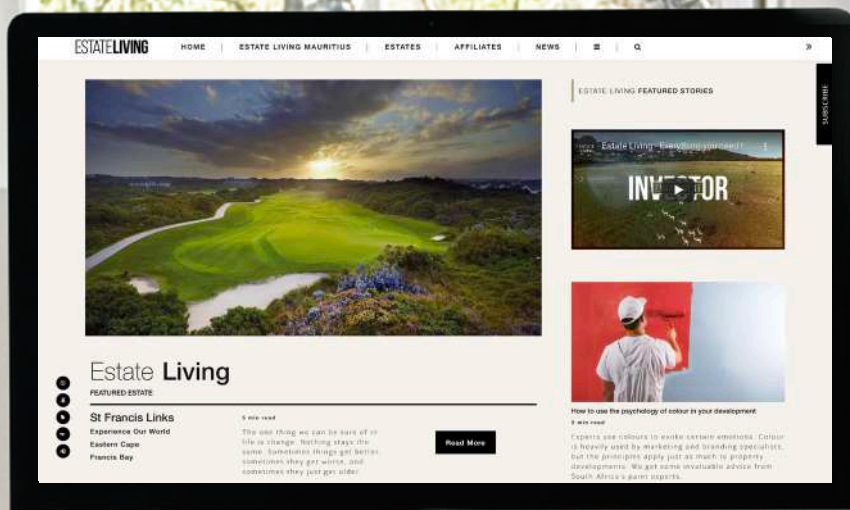 ESTATELIVING
HOME | ESTATE LIVING MAURITIUS | ESTATES | AFFILIATES | NEWS
SUBSCRIBE
ESTATE LIVING FEATURED STORIES
Estate Living - Everything you need t
INVESTOR
Estate Living
FEATURED ESTATE
St Francis Links
Experience Our World
Eastern Cape
Francis Bay
5 min read
The one thing we can be sure of in
life is change. Nothing stays the
same. Sometimes things get better,
sometimes they get worse, and
sometimes they just get older.
Read More
How to use the psychology of colour in your development
3 min read
Experts use colours to evoke certain emotions. Colour
is heavily used by marketing and branding specialists,
but the principles apply just as much to property
developments. We get some invaluable advice from
South Africa's paint experts.